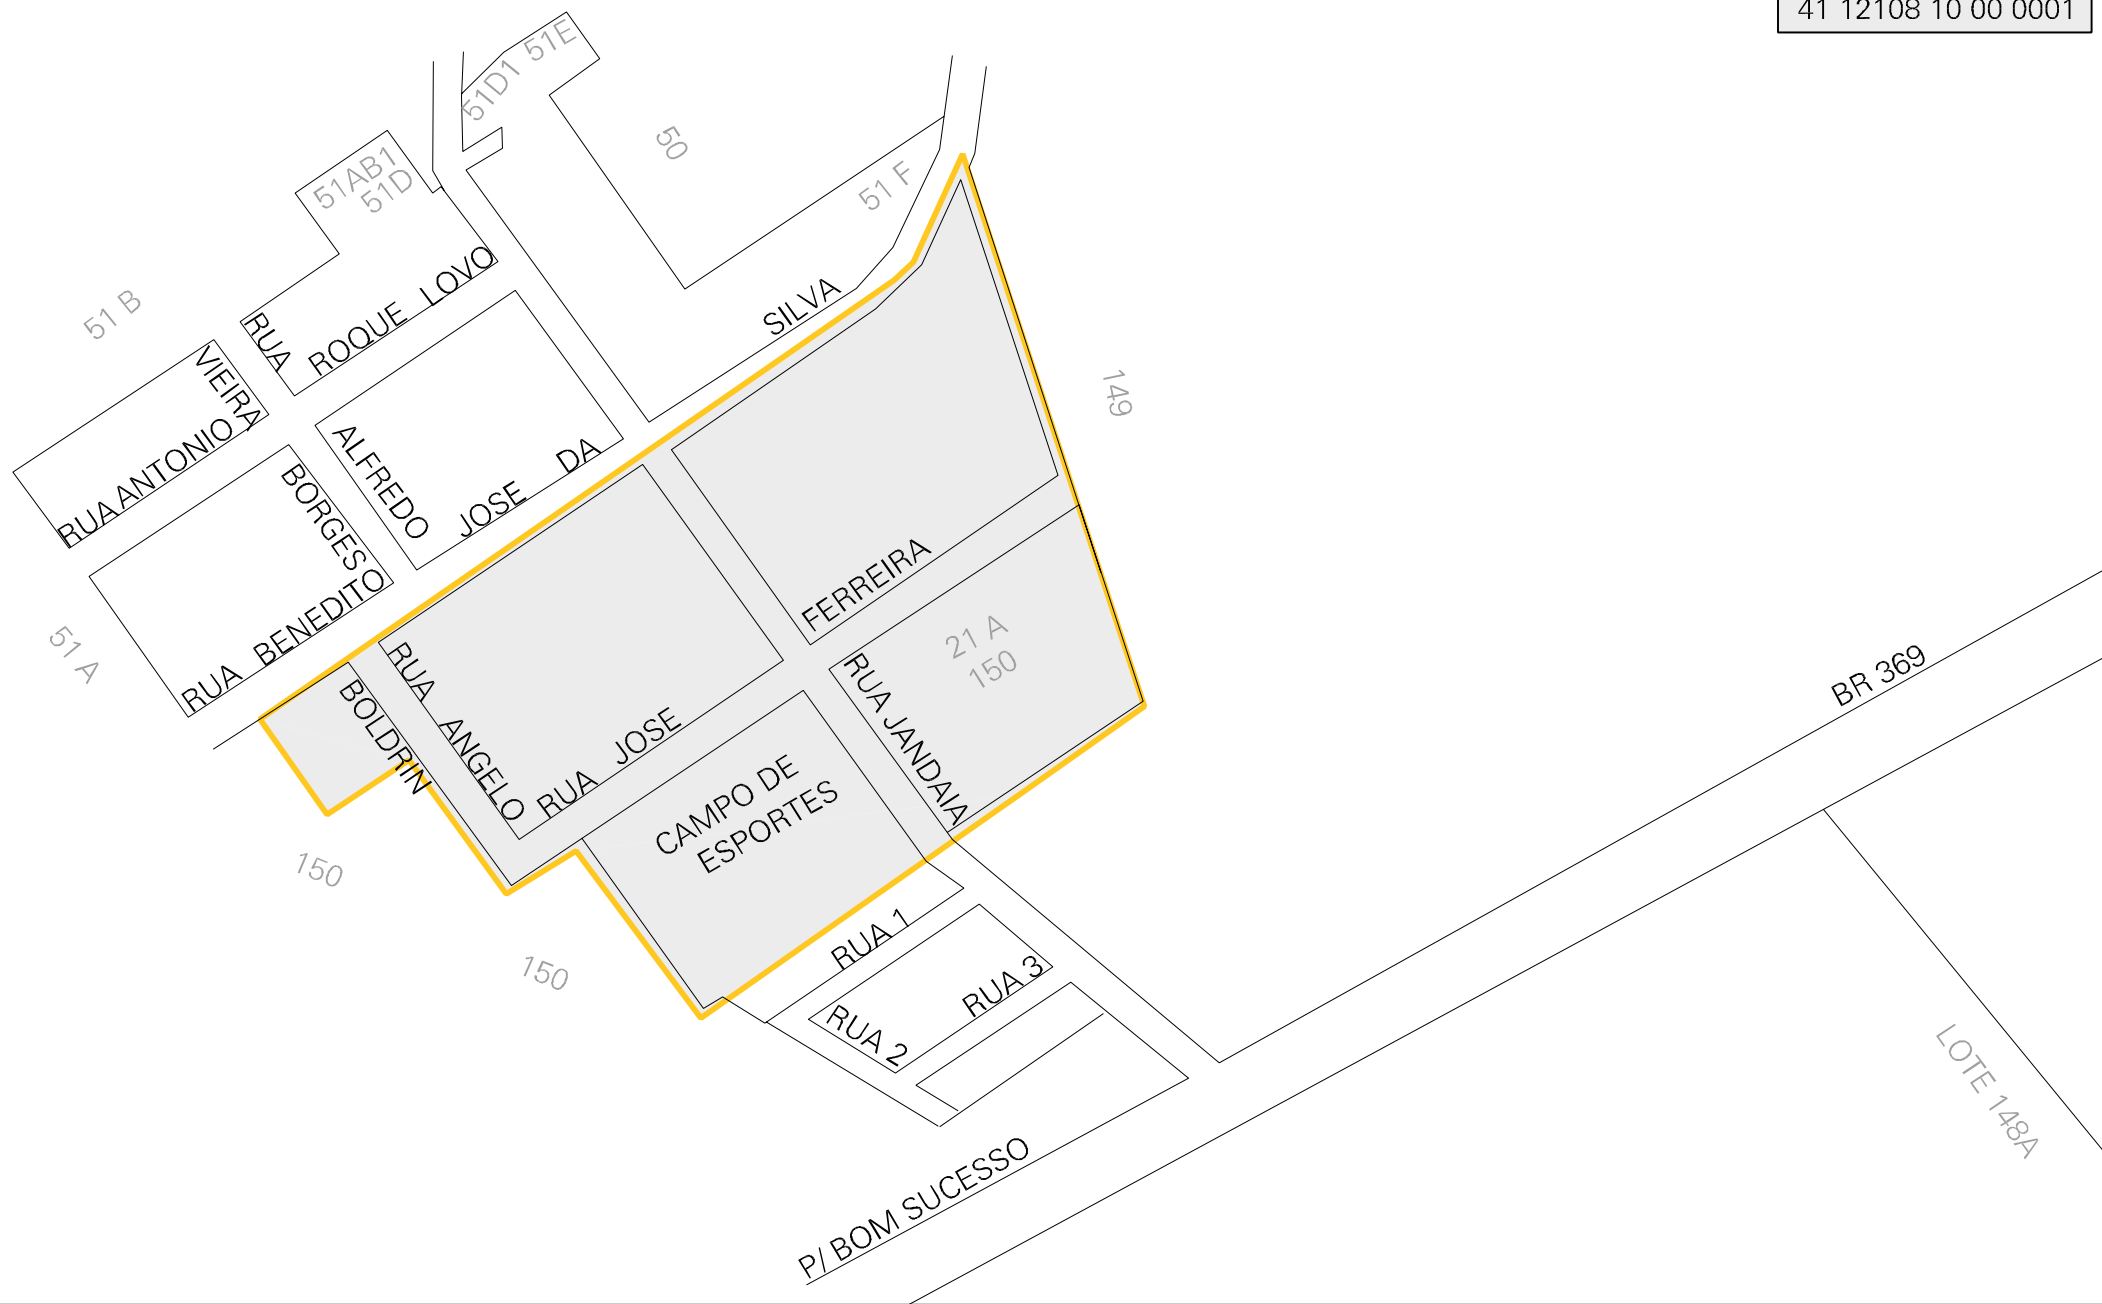 41 12108 10 00 0001
51E
51D1
50
51AB1
51D
51 F
51 B
RUA ROQUE LOVO
SILVA
VIEIRA
RUA ANTONIO A
ALFREDO
JOSE DA
149
BORGESO
RUA BENEDITO
51 A
FERREIRA
21 A
150
RUA ANGELO
BOLDRIN
RUA JOSE
RUA JANDAIA
BR 369
CAMPO DE
ESPORTES
150
150
RUA 1
RUA 3
RUA 2
LOTE 148A
P/ BOM SUCESSO